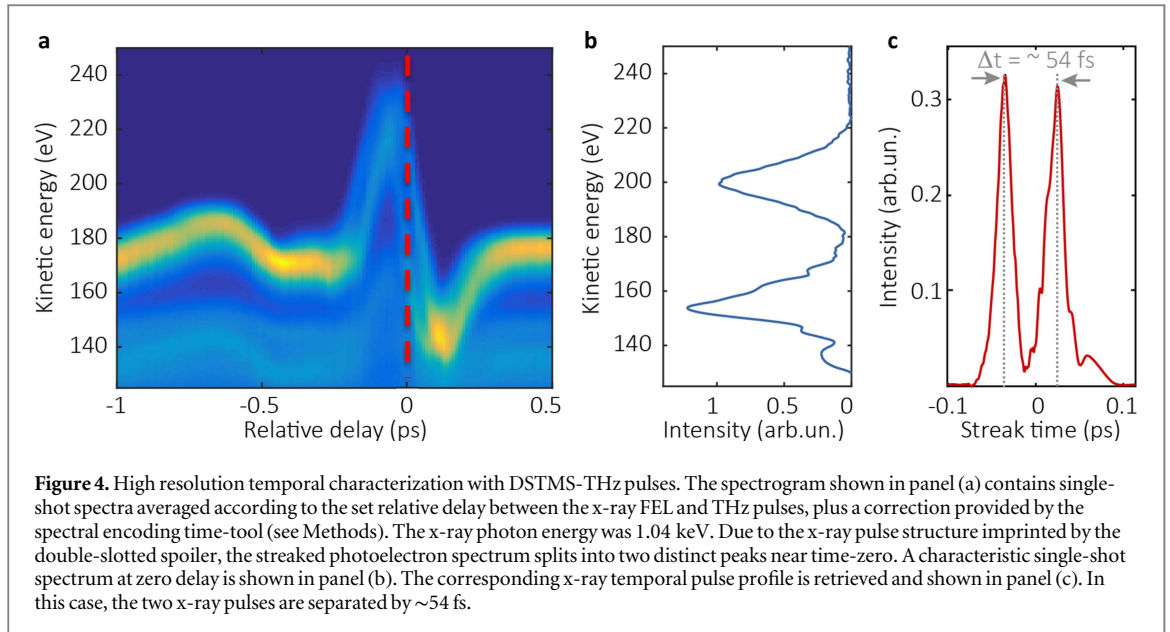 a
b
c
Kinetic energy (eV)
240
220
200
180
160
140
-1
-0.5
0
0.5
Relative delay (ps)
Kinetic energy (eV)
240
220
200
180
160
140
1
0.5
0
Intensity (arb.un.)
Δt = ~ 54 fs
Intensity (arb.un.)
0.3
0.2
0.1
-0.1
0
0.1
Streak time (ps)
Figure 4. High resolution temporal characterization with DSTMS-THz pulses. The spectrogram shown in panel (a) contains single-
shot spectra averaged according to the set relative delay between the x-ray FEL and THz pulses, plus a correction provided by the
spectral encoding time-tool (see Methods). The x-ray photon energy was 1.04 keV. Due to the x-ray pulse structure imprinted by the
double-slotted spoiler, the streaked photoelectron spectrum splits into two distinct peaks near time-zero. A characteristic single-shot
spectrum at zero delay is shown in panel (b). The corresponding x-ray temporal pulse profile is retrieved and shown in panel (c). In
this case, the two x-ray pulses are separated by ~54 fs.